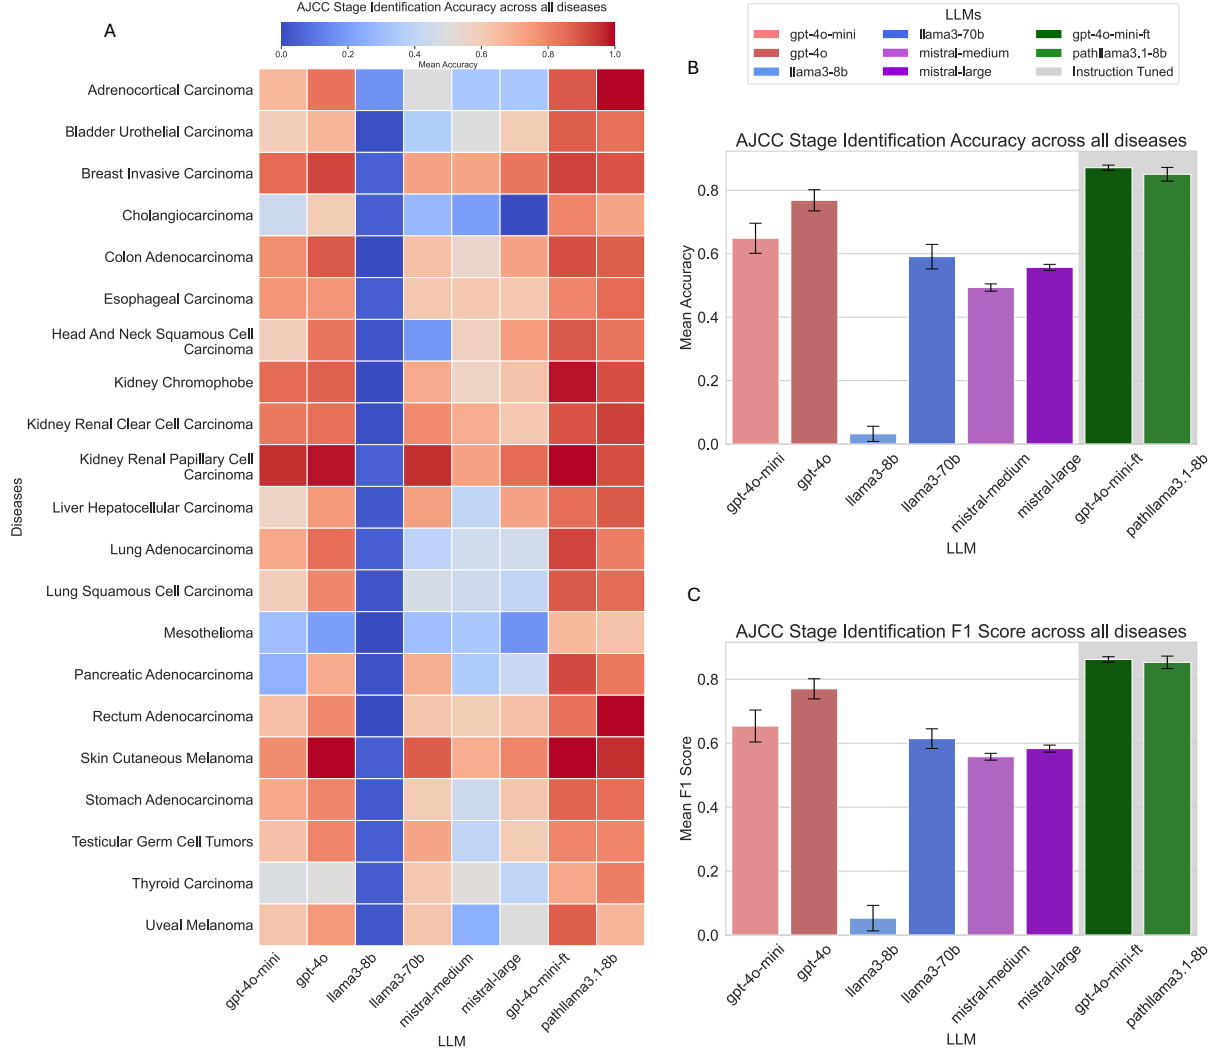 A
AJCC Stage Identification Accuracy across all diseases
0.0 0.2 0.4 0.6 0.8 1.0
Mean Accuracy
Diseases
Adrenocortical Carcinoma
Bladder Urothelial Carcinoma
Breast Invasive Carcinoma
Cholangiocarcinoma
Colon Adenocarcinoma
Esophageal Carcinoma
Head And Neck Squamous Cell
Carcinoma
Kidney Chromophobe
Kidney Renal Clear Cell Carcinoma
Kidney Renal Papillary Cell
Carcinoma
Liver Hepatocellular Carcinoma
Lung Adenocarcinoma
Lung Squamous Cell Carcinoma
Mesothelioma
Pancreatic Adenocarcinoma
Rectum Adenocarcinoma
Skin Cutaneous Melanoma
Stomach Adenocarcinoma
Testicular Germ Cell Tumors
Thyroid Carcinoma
Uveal Melanoma
gpt-4o-mini
gpt-4o
llama3-8b
llama3-70b
mistral-medium
mistral-large
gpt-4o-mini-ft
pathllama3.1-8b
LLM
LLMs
gpt-4o-mini
gpt-4o
llama3-8b
llama3-70b
mistral-medium
mistral-large
gpt-4o-mini-ft
pathllama3.1-8b
Instruction Tuned
B
AJCC Stage Identification Accuracy across all diseases
Mean Accuracy
0.8
0.6
0.4
0.2
0.0
gpt-4o-mini
gpt-4o
llama3-8b
llama3-70b
mistral-medium
mistral-large
gpt-4o-mini-ft
pathllama3.1-8b
LLM
C
AJCC Stage Identification F1 Score across all diseases
Mean F1 Score
0.8
0.6
0.4
0.2
0.0
gpt-4o-mini
gpt-4o
llama3-8b
llama3-70b
mistral-medium
mistral-large
gpt-4o-mini-ft
pathllama3.1-8b
LLM